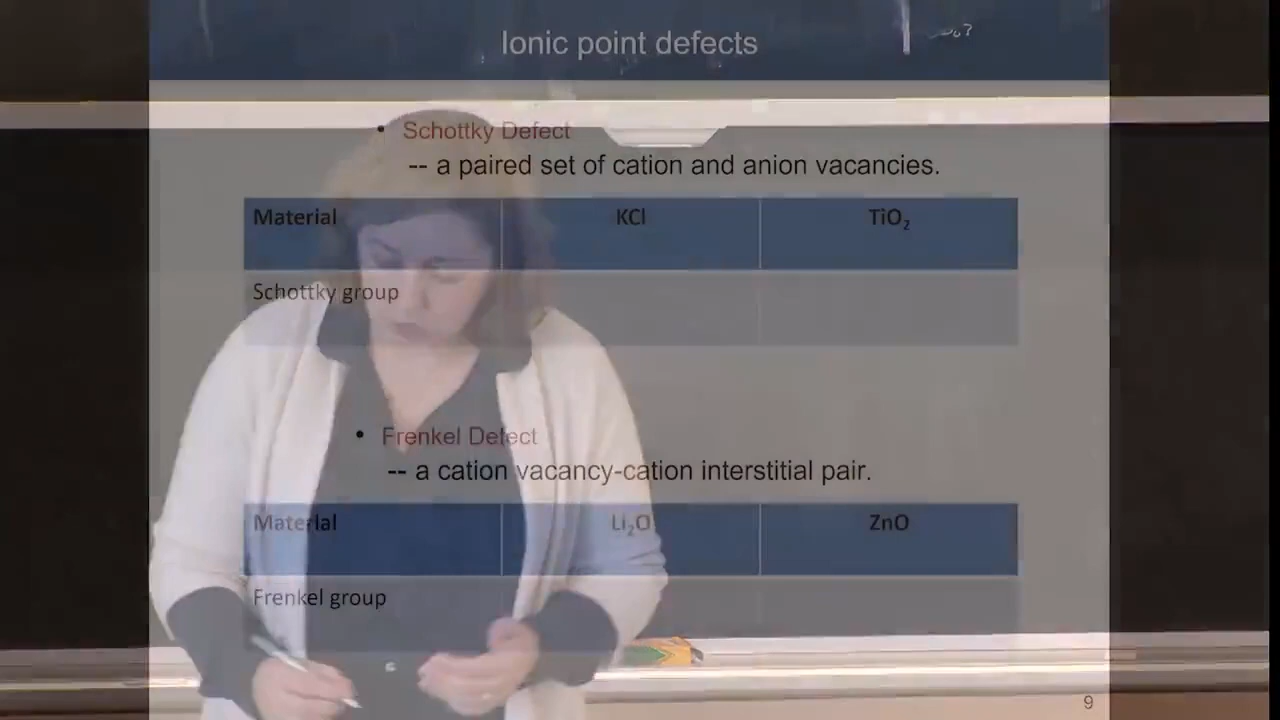 Ionic point defects
• Schottky Defect
-- a paired set of cation and anion vacancies.
Material KCl TiO₂
Schottky group
• Frenkel Defect
-- a cation vacancy-cation interstitial pair.
Material Li₂O ZnO
Frenkel group
9